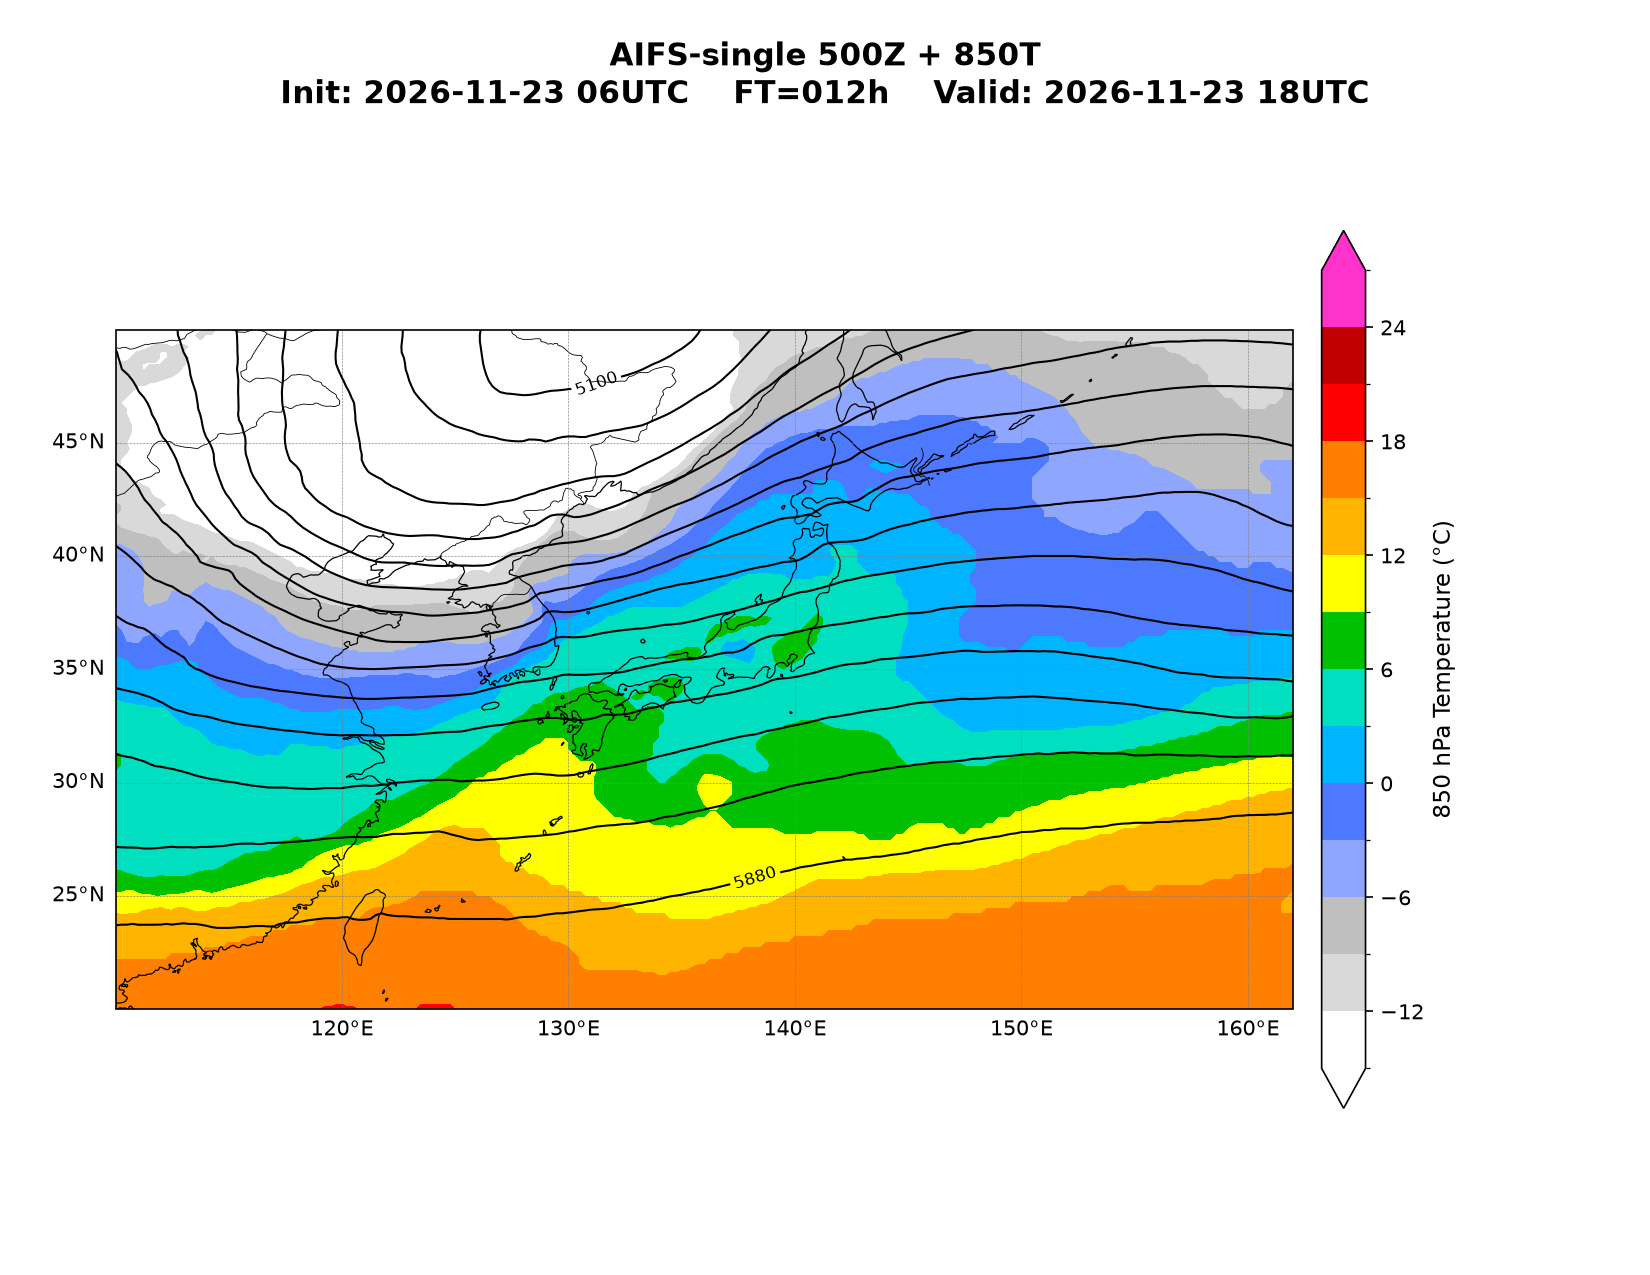 AIFS-single 500Z + 850T
Init: 2026-11-23 06UTC    FT=012h    Valid: 2026-11-23 18UTC
5100
5880
45°N
40°N
35°N
30°N
25°N
120°E
130°E
140°E
150°E
160°E
24
18
12
6
0
−6
−12
850 hPa Temperature (°C)